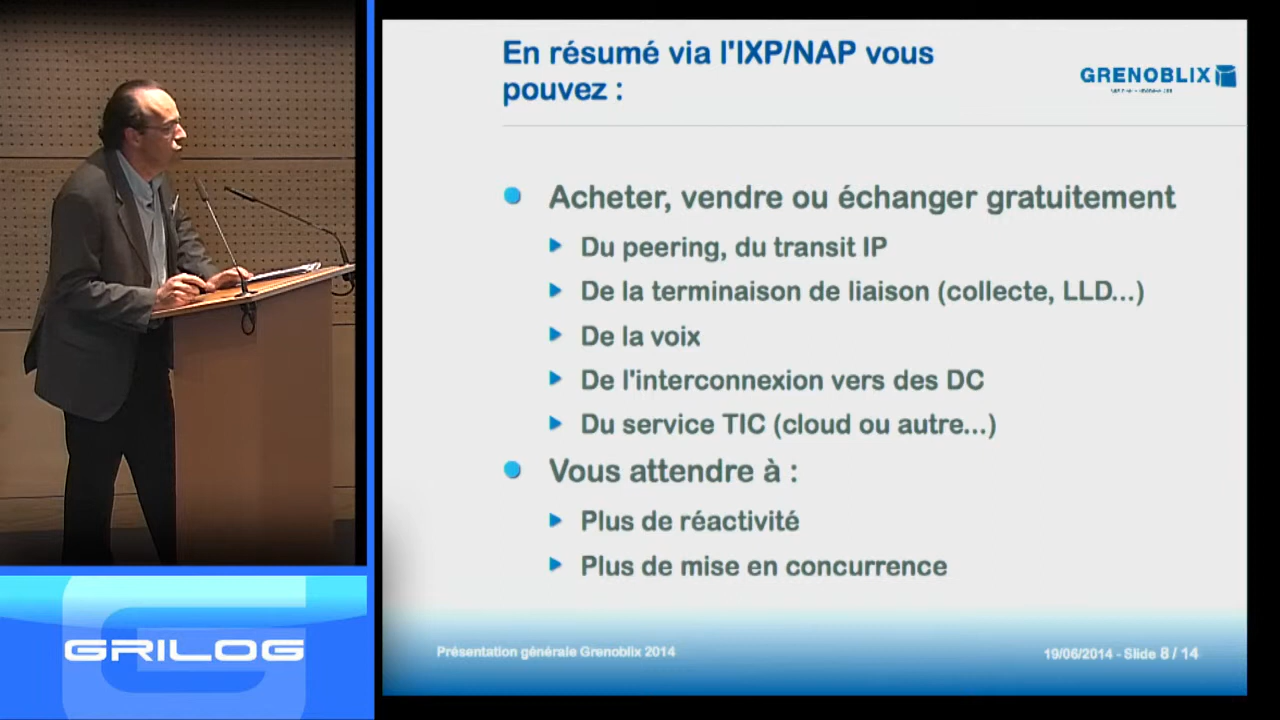 En résumé via l'IXP/NAP vous
pouvez :
GRENOBLIX
Acheter, vendre ou échanger gratuitement
Du peering, du transit IP
De la terminaison de liaison (collecte, LLD...)
De la voix
De l'interconnexion vers des DC
Du service TIC (cloud ou autre...)
Vous attendre à :
Plus de réactivité
Plus de mise en concurrence
Présentation générale Grenoblix 2014
19/06/2014 - Slide 8 / 14
GRILOG